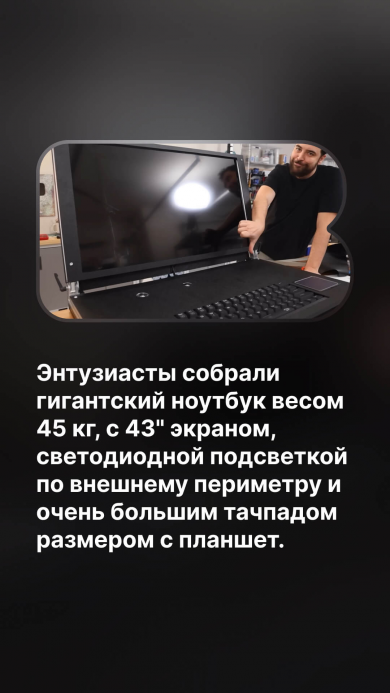 Энтузиасты собрали
гигантский ноутбук весом
45 кг, с 43" экраном,
светодиодной подсветкой
по внешнему периметру и
очень большим тачпадом
размером с планшет.